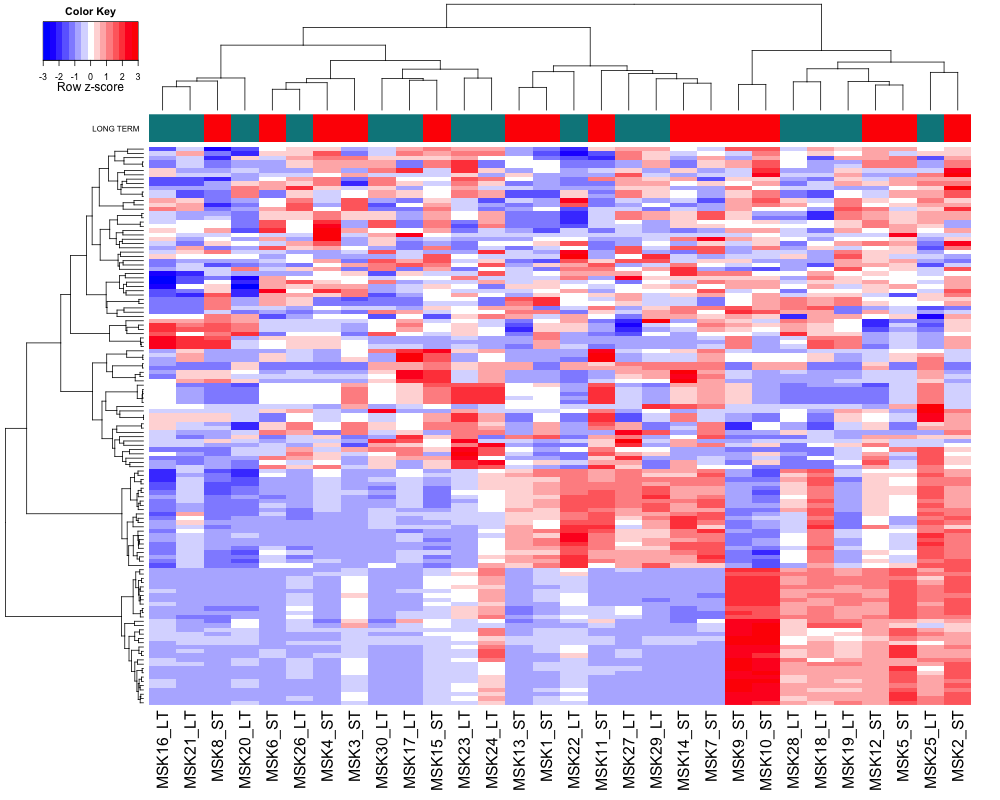 Color Key
-3 -2 -1 0 1 2 3
Row z-score
LONG TERM
MSK16_LT
MSK21_LT
MSK8_ST
MSK20_LT
MSK6_ST
MSK26_LT
MSK4_ST
MSK3_ST
MSK30_LT
MSK17_LT
MSK15_ST
MSK23_LT
MSK24_LT
MSK13_ST
MSK1_ST
MSK22_LT
MSK11_ST
MSK27_LT
MSK29_LT
MSK14_ST
MSK7_ST
MSK9_ST
MSK10_ST
MSK28_LT
MSK18_LT
MSK19_LT
MSK12_ST
MSK5_ST
MSK25_LT
MSK2_ST